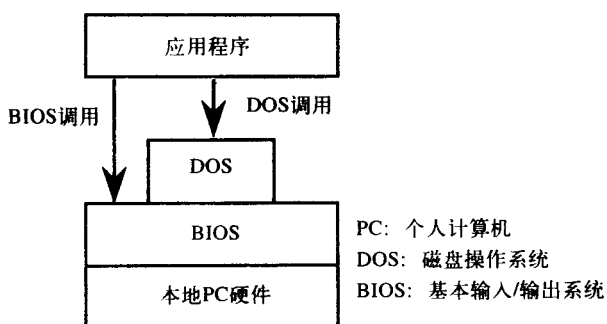 应用程序
BIOS调用
DOS调用
DOS
BIOS
本地PC硬件
PC: 个人计算机
DOS: 磁盘操作系统
BIOS: 基本输入/输出系统